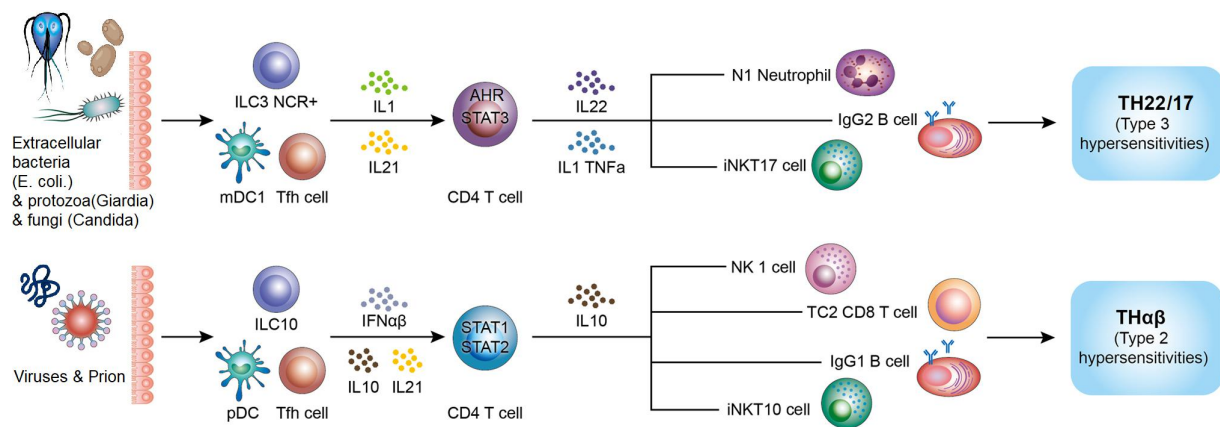 Extracellular
bacteria
(E. coli.)
& protozoa(Giardia)
& fungi (Candida)
ILC3 NCR+
mDC1
Tfh cell
IL1
IL21
AHR
STAT3
CD4 T cell
IL22
IL1 TNFa
N1 Neutrophil
IgG2 B cell
iNKT17 cell
TH22/17
(Type 3
hypersensitivities)
Viruses & Prion
ILC10
pDC
Tfh cell
IFNαβ
IL10
IL21
STAT1
STAT2
CD4 T cell
IL10
NK 1 cell
TC2 CD8 T cell
IgG1 B cell
iNKT10 cell
THαβ
(Type 2
hypersensitivities)